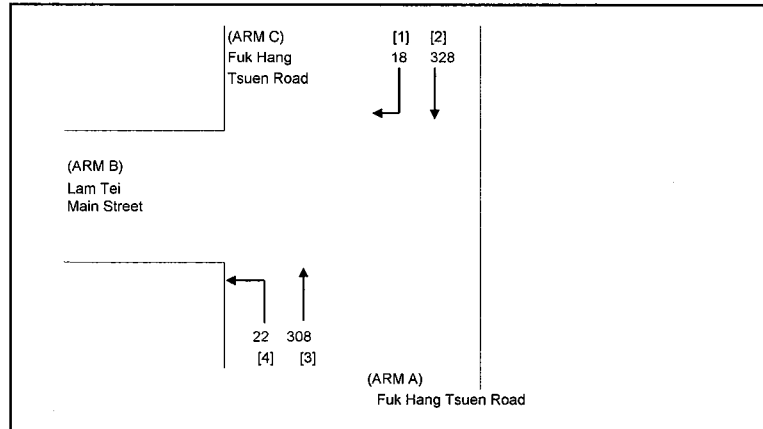 (ARM C)
Fuk Hang
Tsuen Road
[1] [2]
18 328
(ARM B)
Lam Tei
Main Street
22 308
[4] [3]
(ARM A)
Fuk Hang Tsuen Road